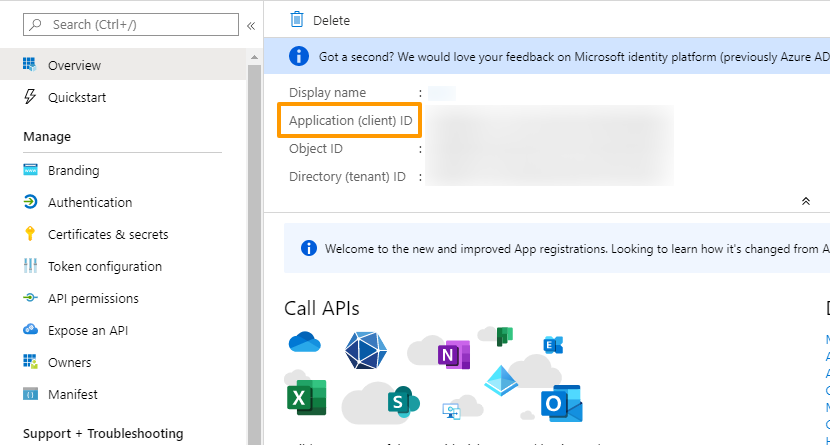 Search (Ctrl+/)
«
Overview
Quickstart
Manage
Branding
Authentication
Certificates & secrets
Token configuration
API permissions
Expose an API
Owners
Manifest
Support + Troubleshooting
Delete
Got a second? We would love your feedback on Microsoft identity platform (previously Azure AD
Display name :
Application (client) ID
Object ID :
Directory (tenant) ID :
Welcome to the new and improved App registrations. Looking to learn how it's changed from A
Call APIs
N
E
X
S
O